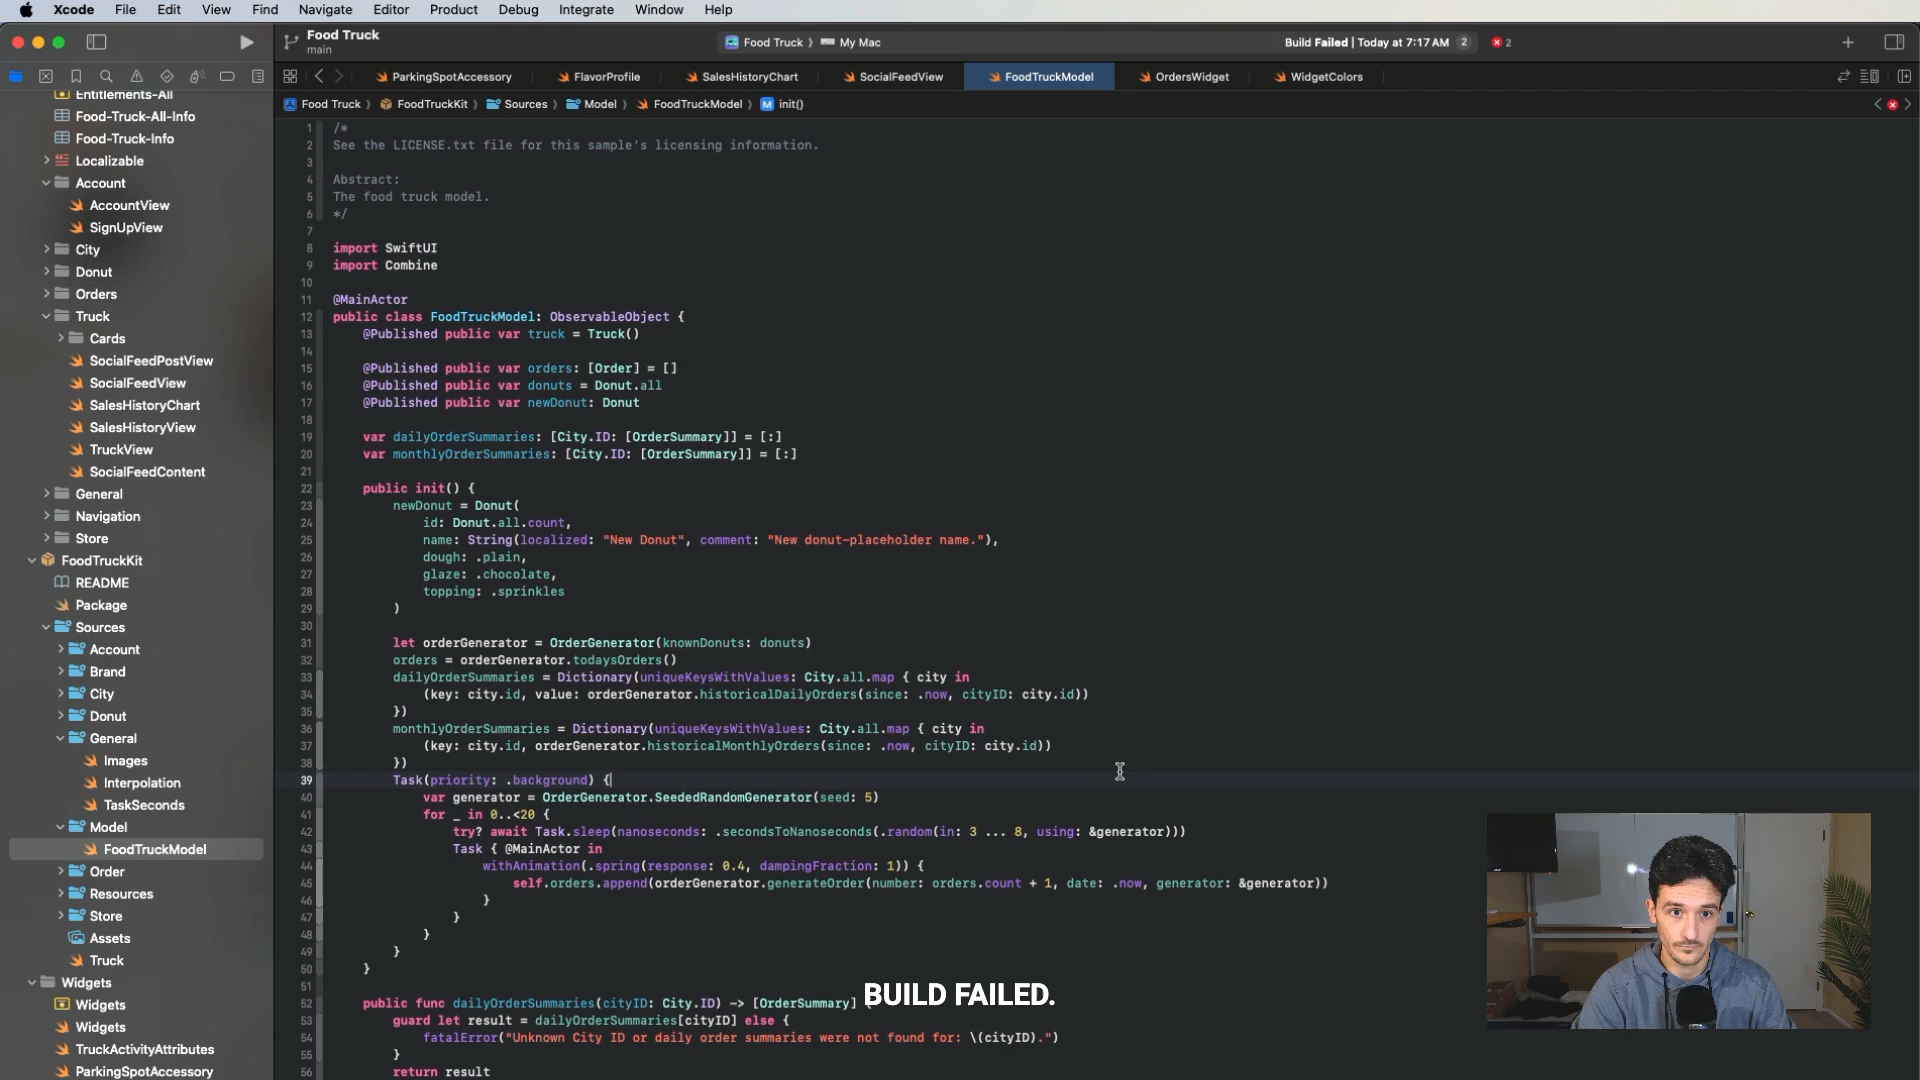 Xcode File Edit View Find Navigate Editor Product Debug Integrate Window Help
Food Truck
main
Food Truck 〉 My Mac
Build Failed | Today at 7:17 AM 2 2
ParkingSpotAccessory FlavorProfile SalesHistoryChart SocialFeedView FoodTruckModel OrdersWidget WidgetColors
Food Truck 〉 FoodTruckKit 〉 Sources 〉 Model 〉 FoodTruckModel 〉 M init()
Entitlements-All
Food-Truck-All-Info
Food-Truck-Info
Localizable
Account
AccountView
SignUpView
City
Donut
Orders
Truck
Cards
SocialFeedPostView
SocialFeedView
SalesHistoryChart
SalesHistoryView
TruckView
SocialFeedContent
General
Navigation
Store
FoodTruckKit
README
Package
Sources
Account
Brand
City
Donut
General
Images
Interpolation
TaskSeconds
Model
FoodTruckModel
Order
Resources
Store
Assets
Truck
Widgets
Widgets
Widgets
TruckActivityAttributes
ParkingSpotAccessory
1 /*
2 See the LICENSE.txt file for this sample's licensing information.
3
4 Abstract:
5 The food truck model.
6 */
7
8 import SwiftUI
9 import Combine
10
11 @MainActor
12 public class FoodTruckModel: ObservableObject {
13 @Published public var truck = Truck()
14
15 @Published public var orders: [Order] = []
16 @Published public var donuts = Donut.all
17 @Published public var newDonut: Donut
18
19 var dailyOrderSummaries: [City.ID: [OrderSummary]] = [:]
20 var monthlyOrderSummaries: [City.ID: [OrderSummary]] = [:]
21
22 public init() {
23 newDonut = Donut(
24 id: Donut.all.count,
25 name: String(localized: "New Donut", comment: "New donut-placeholder name."),
26 dough: .plain,
27 glaze: .chocolate,
28 topping: .sprinkles
29 )
30
31 let orderGenerator = OrderGenerator(knownDonuts: donuts)
32 orders = orderGenerator.todaysOrders()
33 dailyOrderSummaries = Dictionary(uniqueKeysWithValues: City.all.map { city in
34 (key: city.id, value: orderGenerator.historicalDailyOrders(since: .now, cityID: city.id))
35 })
36 monthlyOrderSummaries = Dictionary(uniqueKeysWithValues: City.all.map { city in
37 (key: city.id, orderGenerator.historicalMonthlyOrders(since: .now, cityID: city.id))
38 })
39 Task(priority: .background) {
40 var generator = OrderGenerator.SeededRandomGenerator(seed: 5)
41 for _ in 0..<20 {
42 try? await Task.sleep(nanoseconds: .secondsToNanoseconds(.random(in: 3 ... 8, using: &generator)))
43 Task { @MainActor in
44 withAnimation(.spring(response: 0.4, dampingFraction: 1)) {
45 self.orders.append(orderGenerator.generateOrder(number: orders.count + 1, date: .now, generator: &generator))
46 }
47 }
48 }
49 }
50 }
51
52 public func dailyOrderSummaries(cityID: City.ID) -> [OrderSummary] {
53 guard let result = dailyOrderSummaries[cityID] else {
54 fatalError("Unknown City ID or daily order summaries were not found for: \(cityID).")
55 }
56 return result
BUILD FAILED.